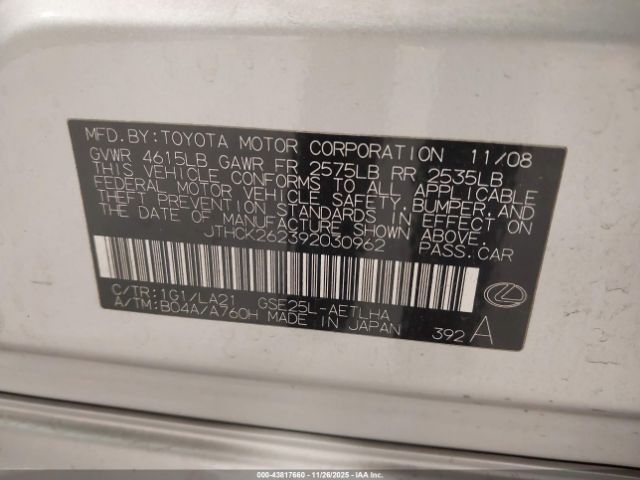 MFD.BY:TOYOTA MOTOR CORPORATION 11/08
GVWR 4615LB GAWR FR 2575LB RR 2535LB
THIS VEHICLE CONFORMS TO ALL APPLICABLE
FEDERAL MOTOR VEHICLE SAFETY,BUMPER,AND
THEFT PREVENTION STANDARDS IN EFFECT ON
THE DATE OF MANUFACTURE SHOWN ABOVE.
JTHCK262392030962 PASS.CAR
C/TR:1G1/LA21 GSE25L-AETLHA
A/TM:B04A/A760H MADE IN JAPAN 392 A
000-43817660 - 11/26/2025 - IAA Inc.